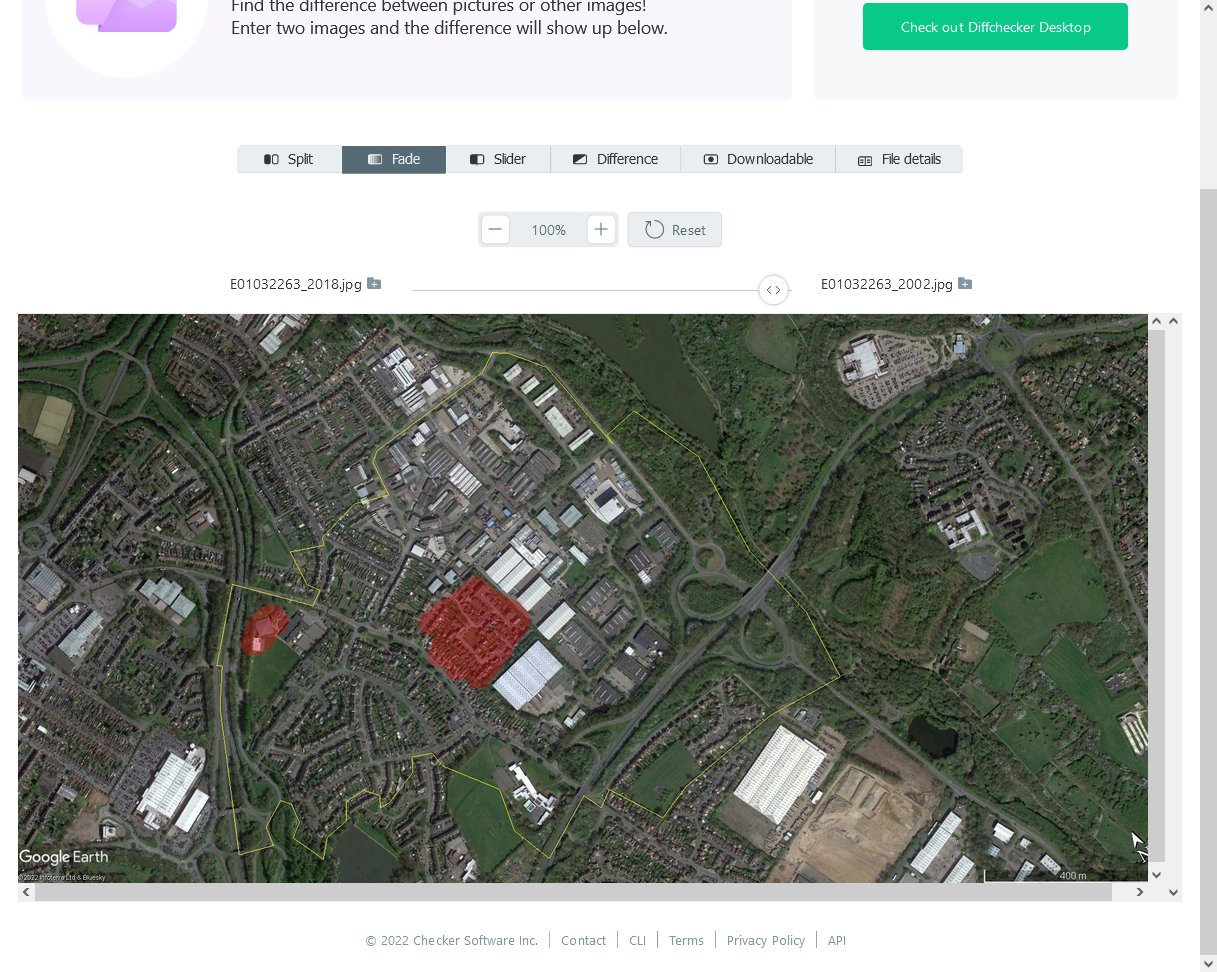 Find the difference between pictures or other images!
Enter two images and the difference will show up below.
Check out Diffchecker Desktop
Split
Fade
Slider
Difference
Downloadable
File details
100%
Reset
E01032263_2018.jpg
E01032263_2002.jpg
Google Earth
©2022 Infoterra Ltd & Bluesky
400 m
© 2022 Checker Software Inc.
Contact
CLI
Terms
Privacy Policy
API